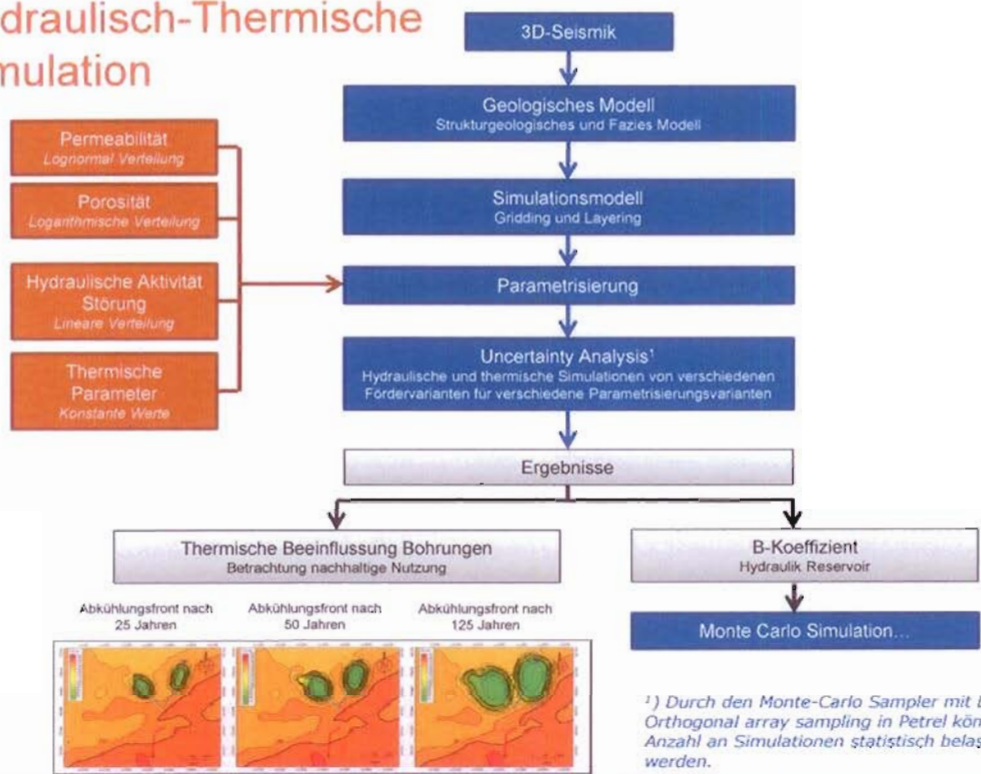 draulisch-Thermische
mulation
3D-Seismik
Geologisches Modell
Strukturgeologisches und Fazies Modell
Simulationsmodell
Gridding und Layering
Parametrisierung
Uncertainty Analysis¹
Hydraulische und thermische Simulationen von verschiedenen
Fördervarianten für verschiedene Parametrisierungsvarianten
Permeabilität
Lognormal Verteilung
Porosität
Logarithmische Verteilung
Hydraulische Aktivität
Störung
Lineare Verteilung
Thermische
Parameter
Konstante Werte
Ergebnisse
Thermische Beeinflussung Bohrungen
Betrachtung nachhaltige Nutzung
B-Koeffizient
Hydraulik Reservoir
Monte Carlo Simulation...
Abkühlungsfront nach
25 Jahren
Abkühlungsfront nach
50 Jahren
Abkühlungsfront nach
125 Jahren
¹) Durch den Monte-Carlo Sampler mit
Orthogonal array sampling in Petrel
Anzahl an Simulationen statistisch
werden.